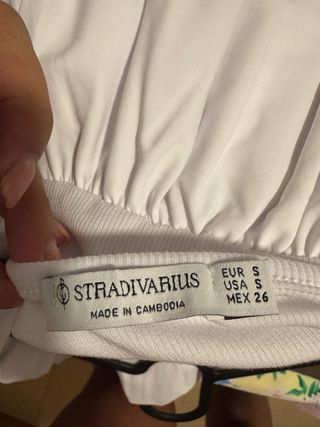 STRADIVARIUS
MADE IN CAMBODIA
EUR S
USA S
MEX 26